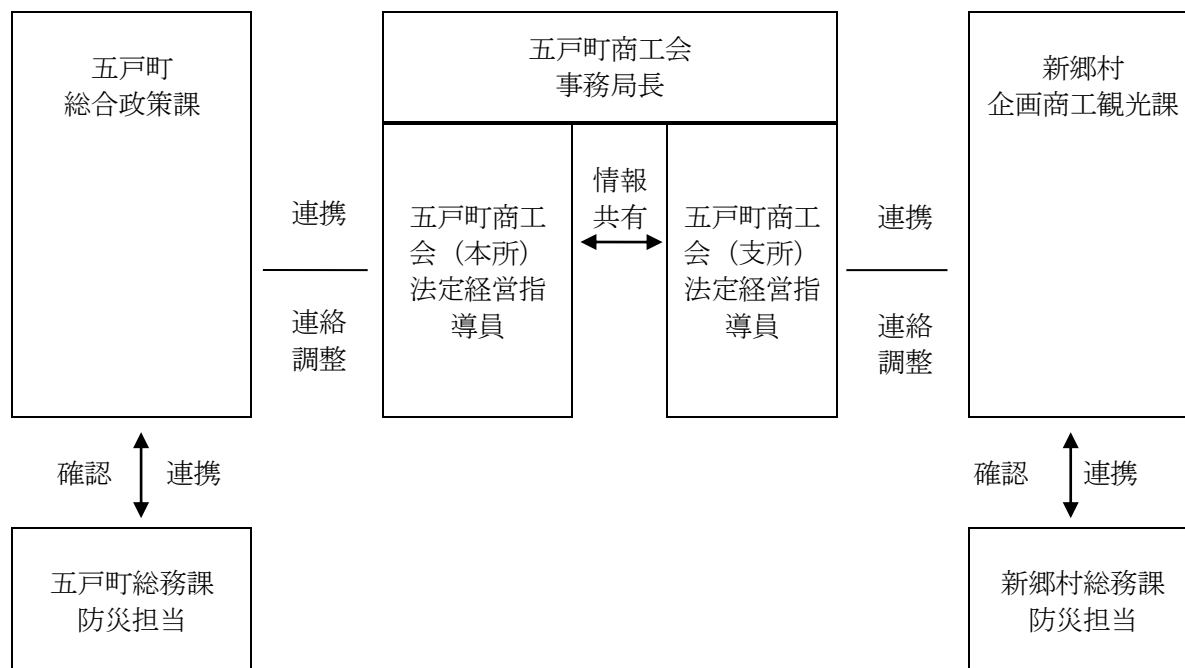 五戸町
総合政策課
五戸町商工会
事務局長
新郷村
企画商工観光課
連携
連絡
調整
五戸町商工
会（本所）
法定経営指
導員
情報
共有
五戸町商工
会（支所）
法定経営指
導員
連携
連絡
調整
確認
連携
確認
連携
五戸町総務課
防災担当
新郷村総務課
防災担当